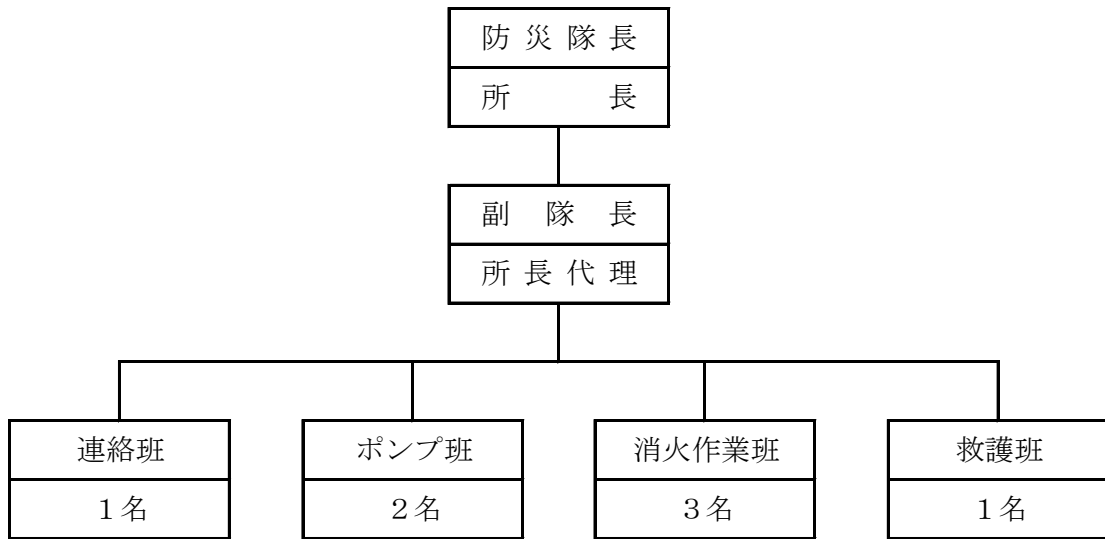 防災隊長
所長
副隊長
所長代理
連絡班
ポンプ班
消火作業班
救護班
１名
２名
３名
１名